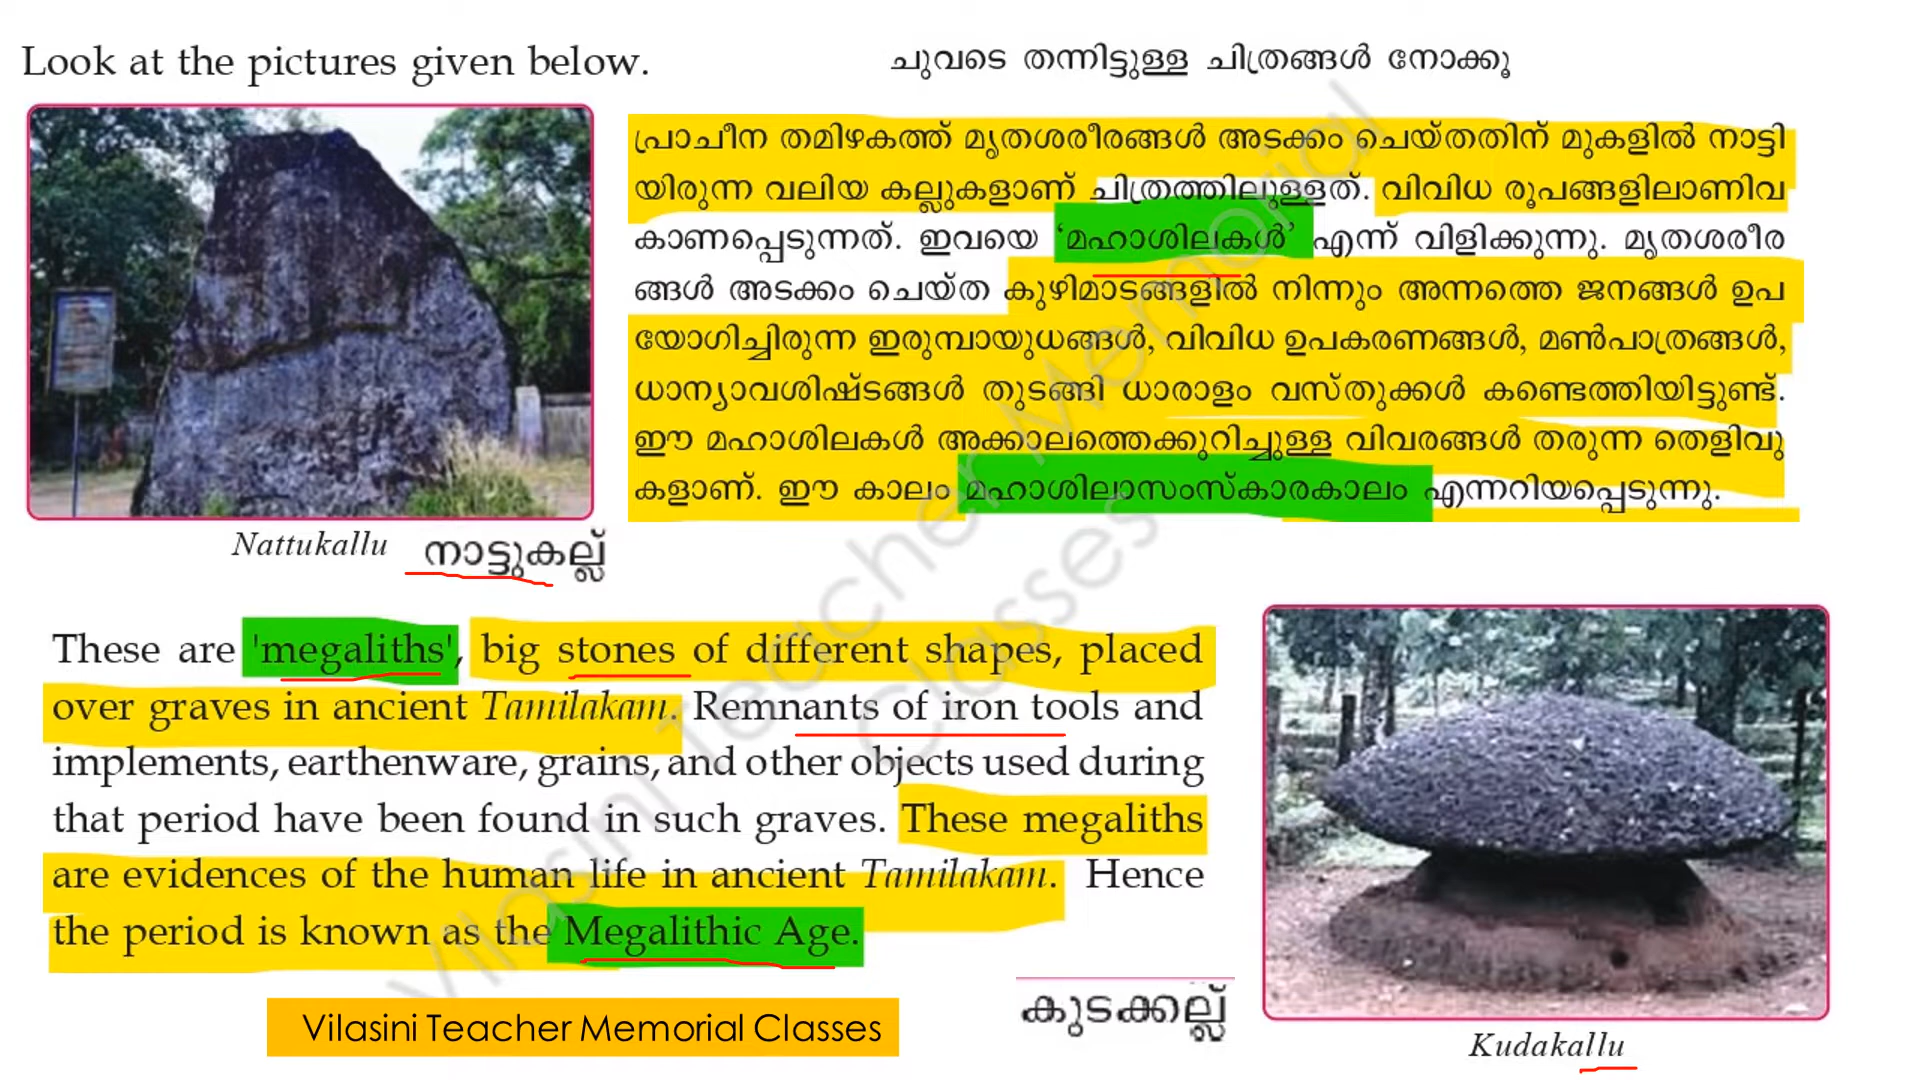 Look at the pictures given below.
ചുവടെ തന്നിട്ടുള്ള ചിത്രങ്ങൾ നോക്കൂ
പ്രാചീന തമിഴകത്ത് മൃതശരീരങ്ങൾ അടക്കം ചെയ്തതിന് മുകളിൽ നാട്ടി
യിരുന്ന വലിയ കല്ലുകളാണ് ചിത്രത്തിലുള്ളത്. വിവിധ രൂപങ്ങളിലാണിവ
കാണപ്പെടുന്നത്. ഇവയെ ‘മഹാശിലകൾ’ എന്ന് വിളിക്കുന്നു. മൃതശരീര
ങ്ങൾ അടക്കം ചെയ്ത കുഴിമാടങ്ങളിൽ നിന്നും അന്നത്തെ ജനങ്ങൾ ഉപ
യോഗിച്ചിരുന്ന ഇരുമ്പായുധങ്ങൾ, വിവിധ ഉപകരണങ്ങൾ, മൺപാത്രങ്ങൾ,
ധാന്യാവശിഷ്ടങ്ങൾ തുടങ്ങി ധാരാളം വസ്തുക്കൾ കണ്ടെത്തിയിട്ടുണ്ട്.
ഈ മഹാശിലകൾ അക്കാലത്തെക്കുറിച്ചുള്ള വിവരങ്ങൾ തരുന്ന തെളിവു
കളാണ്. ഈ കാലം മഹാശിലാസംസ്കാരകാലം എന്നറിയപ്പെടുന്നു.
Nattukallu നാട്ടുകല്ല്
These are 'megaliths', big stones of different shapes, placed
over graves in ancient Tamilakam. Remnants of iron tools and
implements, earthenware, grains, and other objects used during
that period have been found in such graves. These megaliths
are evidences of the human life in ancient Tamilakam. Hence
the period is known as the Megalithic Age.
കുടക്കല്ല്
Kudakallu
Vilasini Teacher Memorial Classes
Vilasini Teacher Memorial
Classes